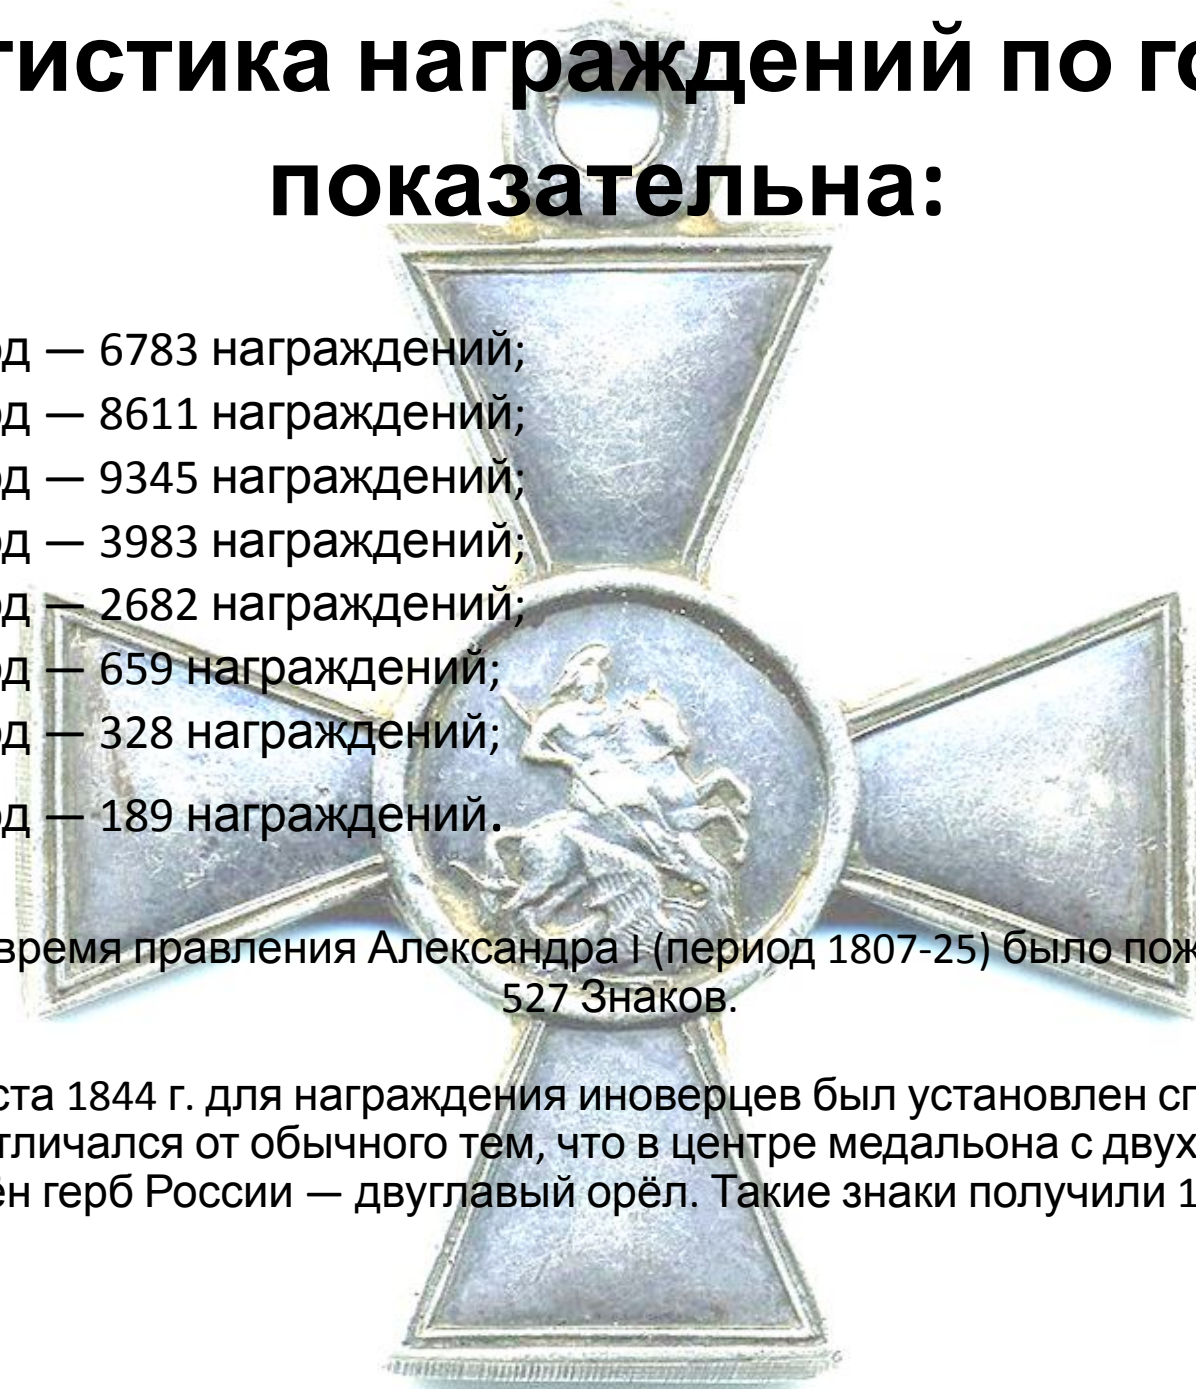 тистика награждений по го
показательна:
од — 6783 награждений;
од — 8611 награждений;
од — 9345 награждений;
од — 3983 награждений;
од — 2682 награждений;
од — 659 награждений;
од — 328 награждений;
од — 189 награждений.
время правления Александра I (период 1807-25) было пож
527 Знаков.
ста 1844 г. для награждения иноверцев был установлен сп
тличался от обычного тем, что в центре медальона с двух
ён герб России — двуглавый орёл. Такие знаки получили 1